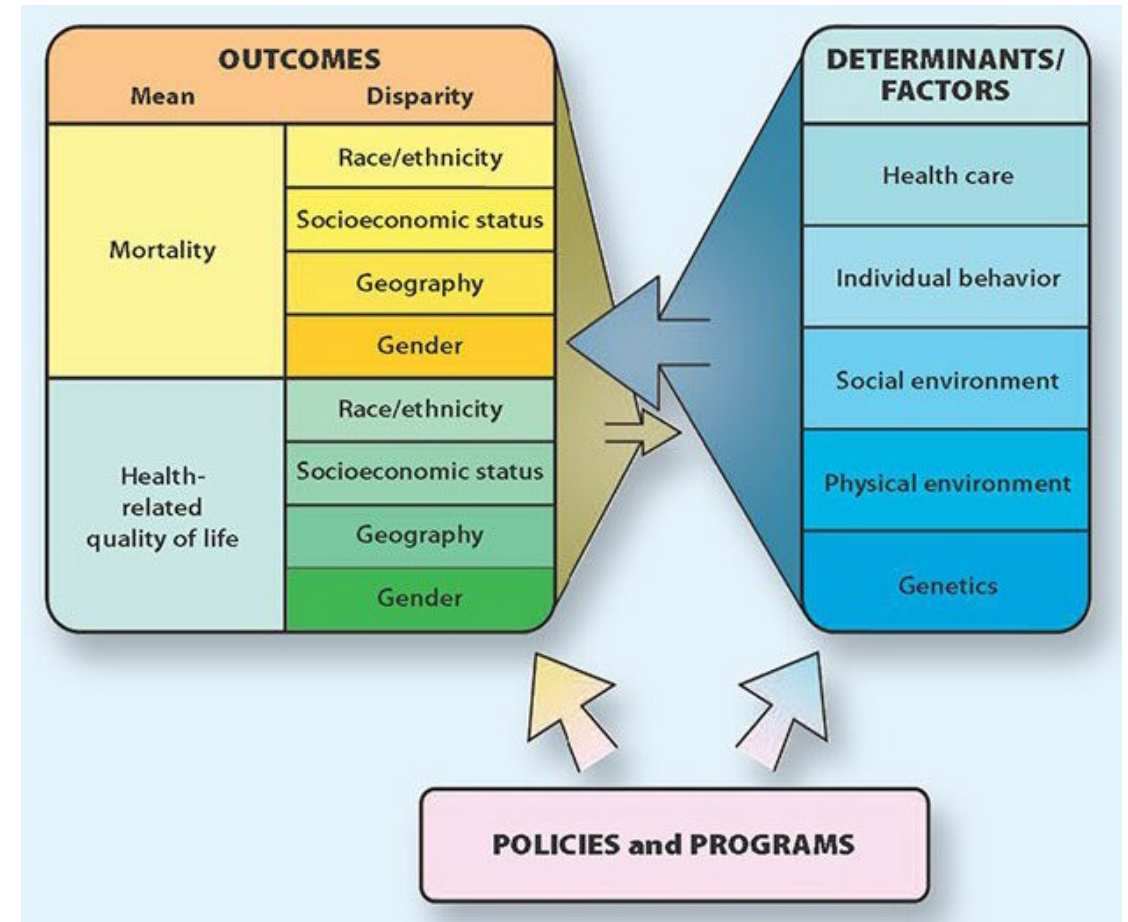 OUTCOMES
Mean Disparity
Mortality
Race/ethnicity
Socioeconomic status
Geography
Gender
Health-
related
quality of life
Race/ethnicity
Socioeconomic status
Geography
Gender
DETERMINANTS/
FACTORS
Health care
Individual behavior
Social environment
Physical environment
Genetics
POLICIES and PROGRAMS